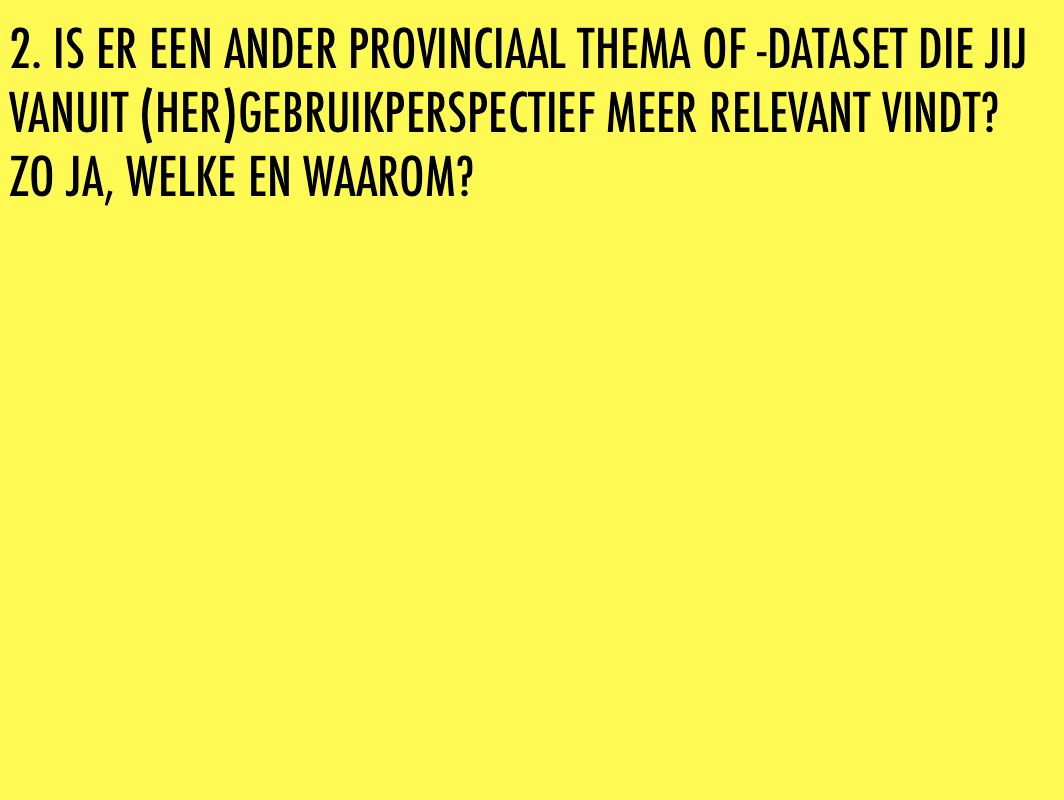 2. IS ER EEN ANDER PROVINCIAAL THEMA OF -DATASET DIE JIJ
VANUIT (HER)GEBRUIKPERSPECTIEF MEER RELEVANT VINDT?
ZO JA, WELKE EN WAAROM?